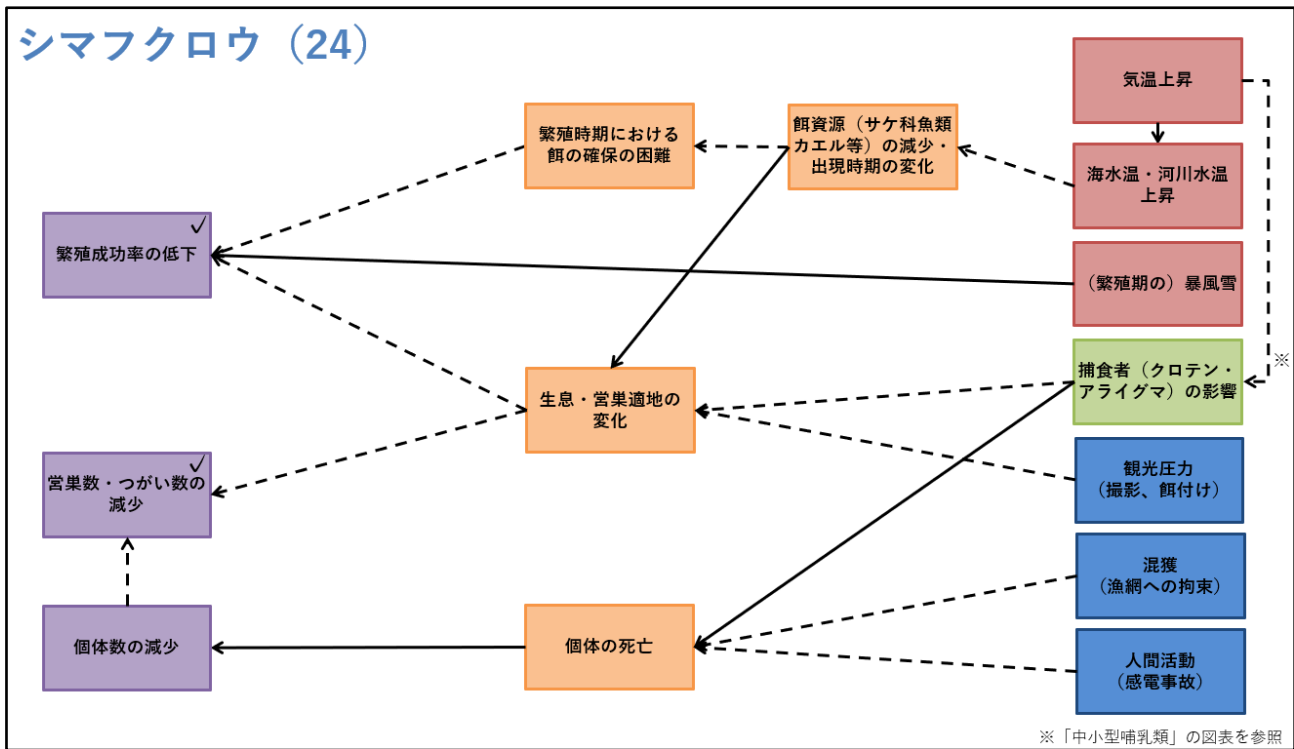 シマフクロウ（24）
気温上昇
繁殖時期における
餌の確保の困難
餌資源（サケ科魚類
カエル等）の減少・
出現時期の変化
海水温・河川水温
上昇
✓
繁殖成功率の低下
（繁殖期の）暴風雪
※
捕食者（クロテン・
アライグマ）の影響
生息・営巣適地の
変化
✓
営巣数・つがい数の
減少
観光圧力
（撮影、餌付け）
混獲
（漁網への拘束）
個体数の減少
個体の死亡
人間活動
（感電事故）
※「中小型哺乳類」の図表を参照